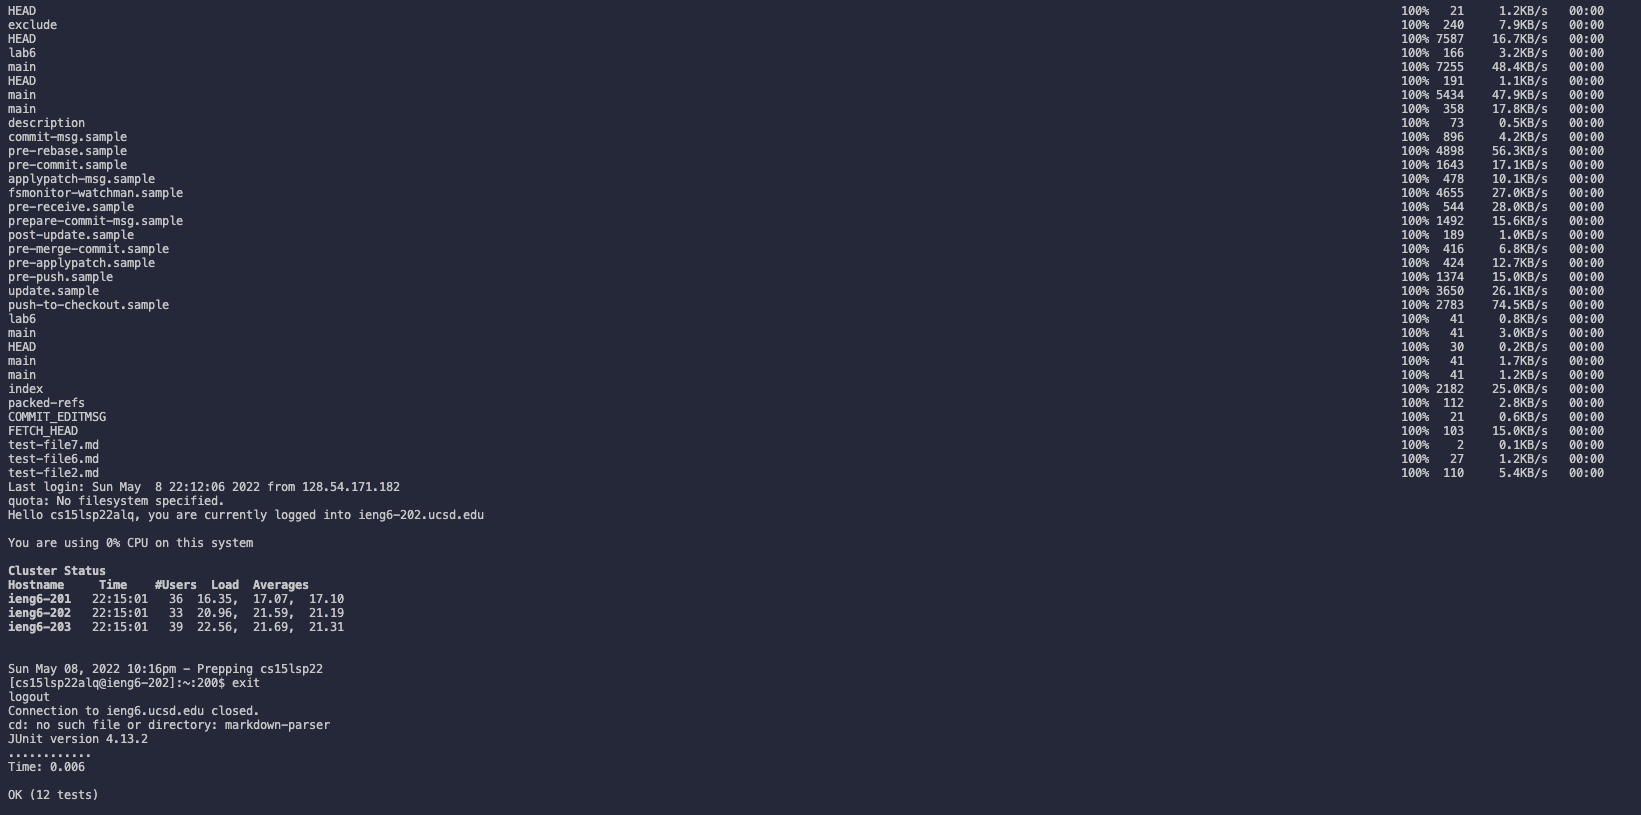 HEAD 100% 21 1.2KB/s 00:00
exclude 100% 240 7.9KB/s 00:00
HEAD 100% 7587 16.7KB/s 00:00
lab6 100% 166 3.2KB/s 00:00
main 100% 7255 48.4KB/s 00:00
HEAD 100% 191 1.1KB/s 00:00
main 100% 5434 47.9KB/s 00:00
main 100% 358 17.8KB/s 00:00
description 100% 73 0.5KB/s 00:00
commit-msg.sample 100% 896 4.2KB/s 00:00
pre-rebase.sample 100% 4898 56.3KB/s 00:00
pre-commit.sample 100% 1643 17.1KB/s 00:00
applypatch-msg.sample 100% 478 10.1KB/s 00:00
fsmonitor-watchman.sample 100% 4655 27.0KB/s 00:00
pre-receive.sample 100% 544 28.0KB/s 00:00
prepare-commit-msg.sample 100% 1492 15.6KB/s 00:00
post-update.sample 100% 189 1.0KB/s 00:00
pre-merge-commit.sample 100% 416 6.8KB/s 00:00
pre-applypatch.sample 100% 424 12.7KB/s 00:00
pre-push.sample 100% 1374 15.0KB/s 00:00
update.sample 100% 3650 26.1KB/s 00:00
push-to-checkout.sample 100% 2783 74.5KB/s 00:00
lab6 100% 41 0.8KB/s 00:00
main 100% 41 3.0KB/s 00:00
HEAD 100% 30 0.2KB/s 00:00
main 100% 41 1.7KB/s 00:00
main 100% 41 1.2KB/s 00:00
index 100% 2182 25.0KB/s 00:00
packed-refs 100% 112 2.8KB/s 00:00
COMMIT_EDITMSG 100% 21 0.6KB/s 00:00
FETCH_HEAD 100% 103 15.0KB/s 00:00
test-file7.md 100% 2 0.1KB/s 00:00
test-file6.md 100% 27 1.2KB/s 00:00
test-file2.md 100% 110 5.4KB/s 00:00
Last login: Sun May  8 22:12:06 2022 from 128.54.171.182
quota: No filesystem specified.
Hello cs15lsp22alq, you are currently logged into ieng6-202.ucsd.edu
You are using 0% CPU on this system
Cluster Status
Hostname Time #Users Load Averages
ieng6-201 22:15:01 36 16.35, 17.07, 17.10
ieng6-202 22:15:01 33 20.96, 21.59, 21.19
ieng6-203 22:15:01 39 22.56, 21.69, 21.31
Sun May 08, 2022 10:16pm - Prepping cs15lsp22
[cs15lsp22alq@ieng6-202]:~:200$ exit
logout
Connection to ieng6.ucsd.edu closed.
cd: no such file or directory: markdown-parser
JUnit version 4.13.2
............
Time: 0.006
OK (12 tests)